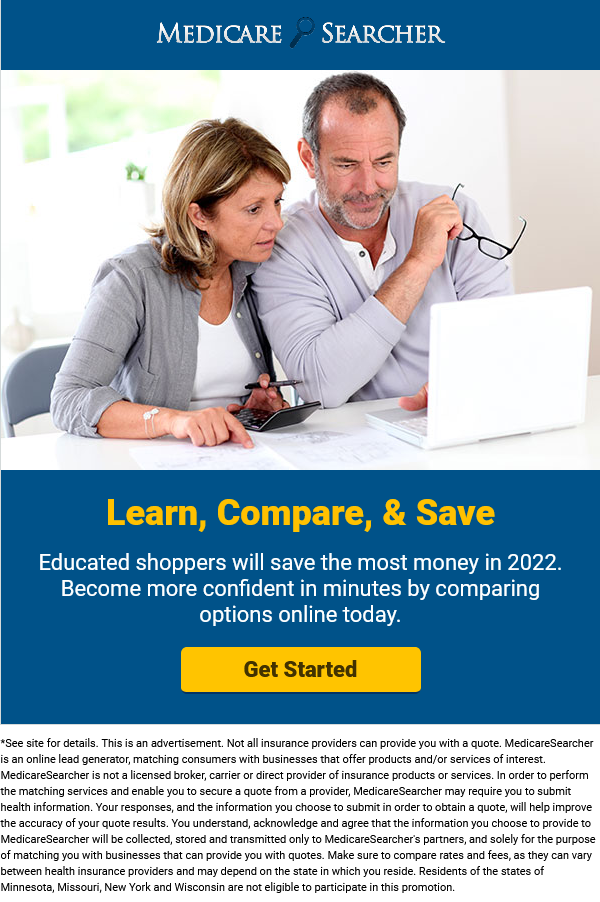 MEDICARE SEARCHER
Learn, Compare, & Save
Educated shoppers will save the most money in 2022.
Become more confident in minutes by comparing
options online today.
Get Started
*See site for details. This is an advertisement. Not all insurance providers can provide you with a quote. MedicareSearcher
is an online lead generator, matching consumers with businesses that offer products and/or services of interest.
MedicareSearcher is not a licensed broker, carrier or direct provider of insurance products or services. In order to perform
the matching services and enable you to secure a quote from a provider, MedicareSearcher may require you to submit
health information. Your responses, and the information you choose to submit in order to obtain a quote, will help improve
the accuracy of your quote results. You understand, acknowledge and agree that the information you choose to provide to
MedicareSearcher will be collected, stored and transmitted only to MedicareSearcher's partners, and solely for the purpose
of matching you with businesses that can provide you with quotes. Make sure to compare rates and fees, as they can vary
between health insurance providers and may depend on the state in which you reside. Residents of the states of
Minnesota, Missouri, New York and Wisconsin are not eligible to participate in this promotion.